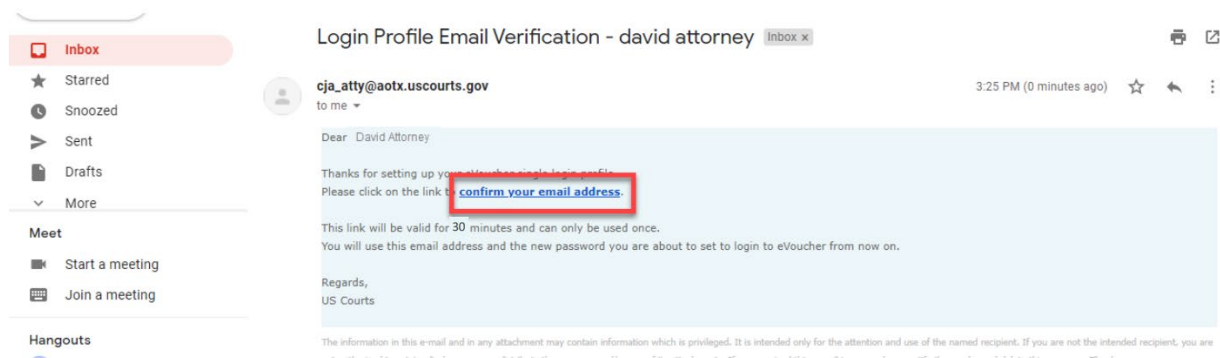 Login Profile Email Verification - david attorney Inbox x
Inbox
Starred
Snoozed
Sent
Drafts
More
Meet
Start a meeting
Join a meeting
Hangouts
cja_atty@aotx.uscourts.gov 3:25 PM (0 minutes ago)
to me
Dear David Attorney
Thanks for setting up your eVoucher single login profile.
Please click on the link to confirm your email address.
This link will be valid for 30 minutes and can only be used once.
You will use this email address and the new password you are about to set to login to eVoucher from now on.
Regards,
US Courts
The information in this e-mail and in any attachment may contain information which is privileged. It is intended only for the attention and use of the named recipient. If you are not the intended recipient, you are